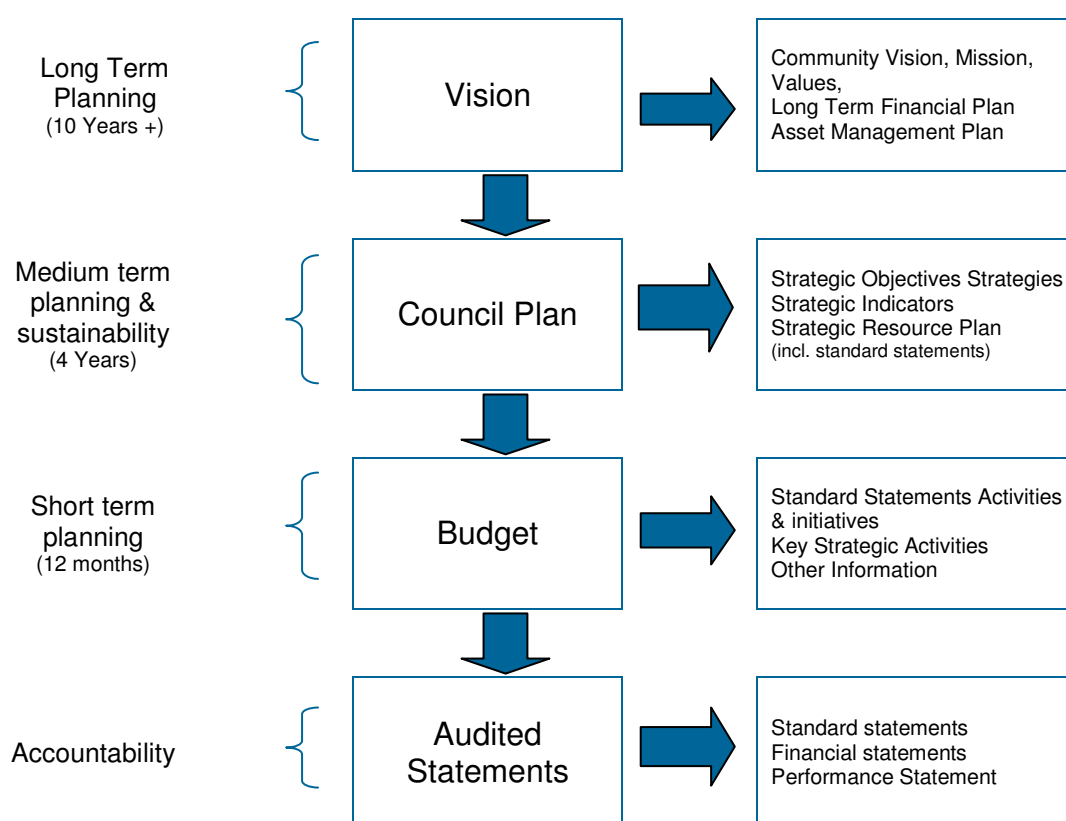 Long Term
Planning
(10 Years +)
Vision
Community Vision, Mission,
Values,
Long Term Financial Plan
Asset Management Plan
Medium term
planning &
sustainability
(4 Years)
Council Plan
Strategic Objectives Strategies
Strategic Indicators
Strategic Resource Plan
(incl. standard statements)
Short term
planning
(12 months)
Budget
Standard Statements Activities
& initiatives
Key Strategic Activities
Other Information
Accountability
Audited
Statements
Standard statements
Financial statements
Performance Statement